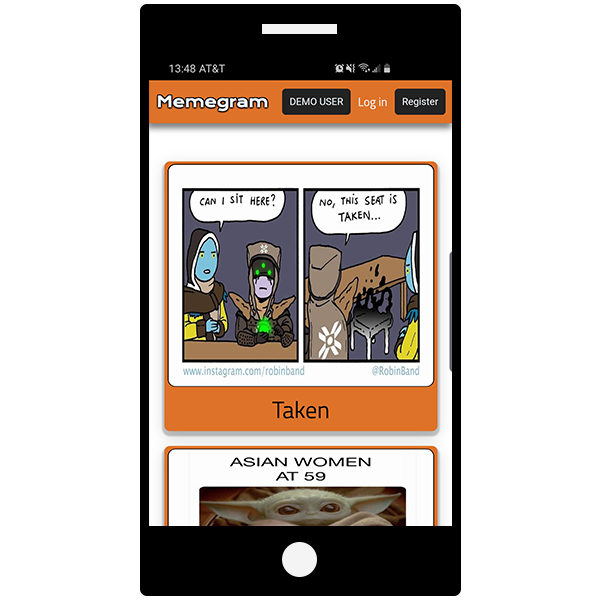 13:48 AT&T
Memegram DEMO USER Log in Register
CAN I SIT HERE?
NO, THIS SEAT IS
TAKEN...
www.instagram.com/robinband @RobinBand
Taken
ASIAN WOMEN
AT 59